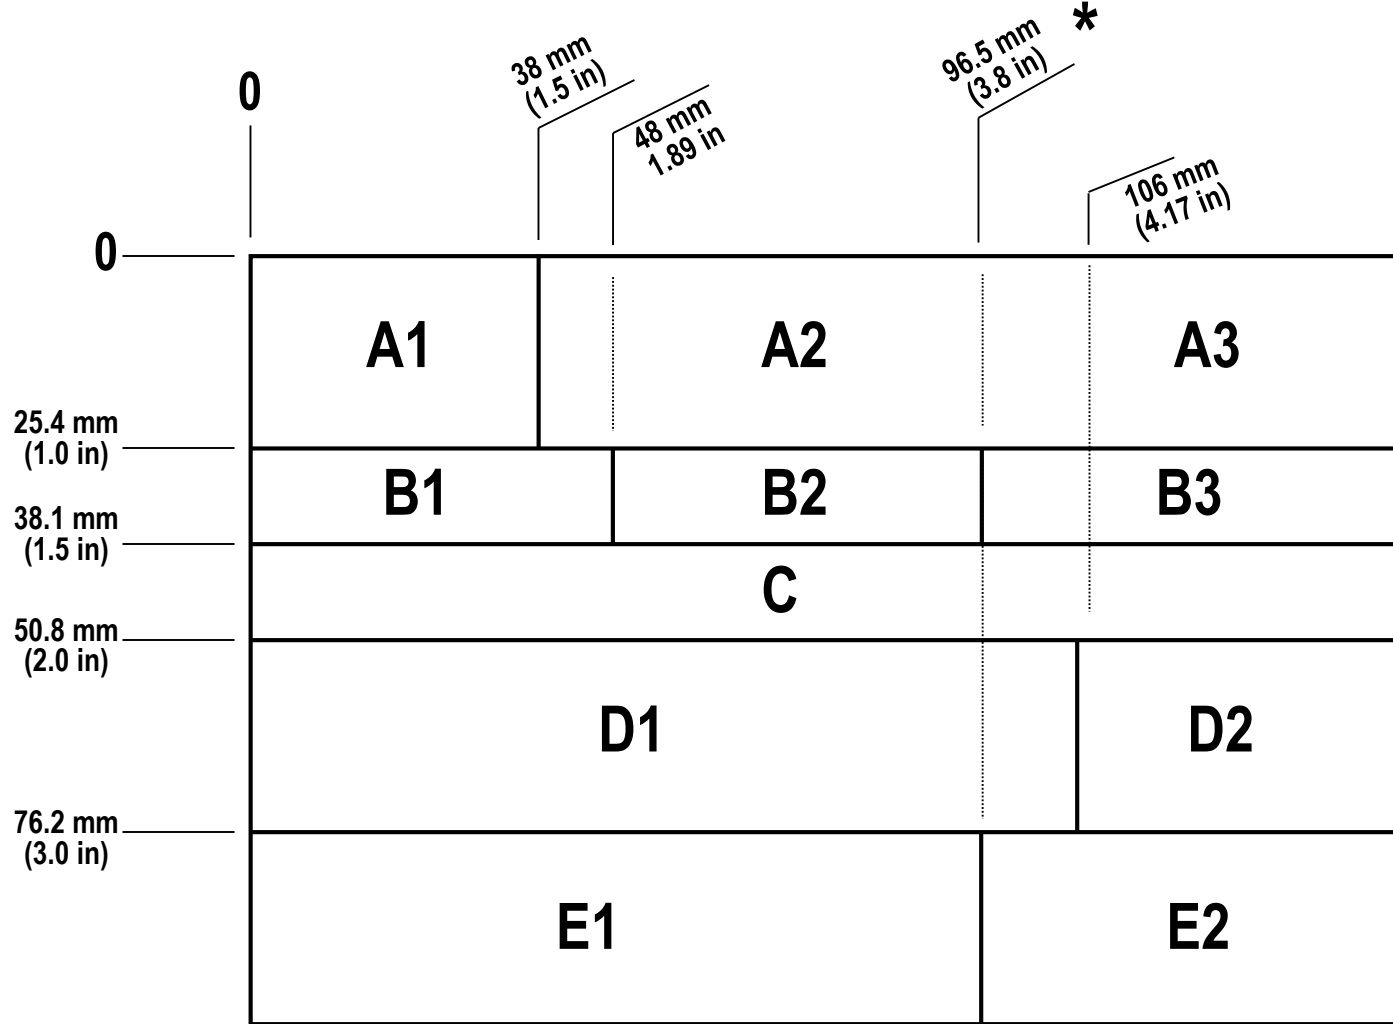 0
38 mm
(1.5 in)
48 mm
1.89 in
96.5 mm
(3.8 in)
*
106 mm
(4.17 in)
0
A1 A2 A3
25.4 mm
(1.0 in)
B1 B2 B3
38.1 mm
(1.5 in)
C
50.8 mm
(2.0 in)
D1 D2
76.2 mm
(3.0 in)
E1 E2